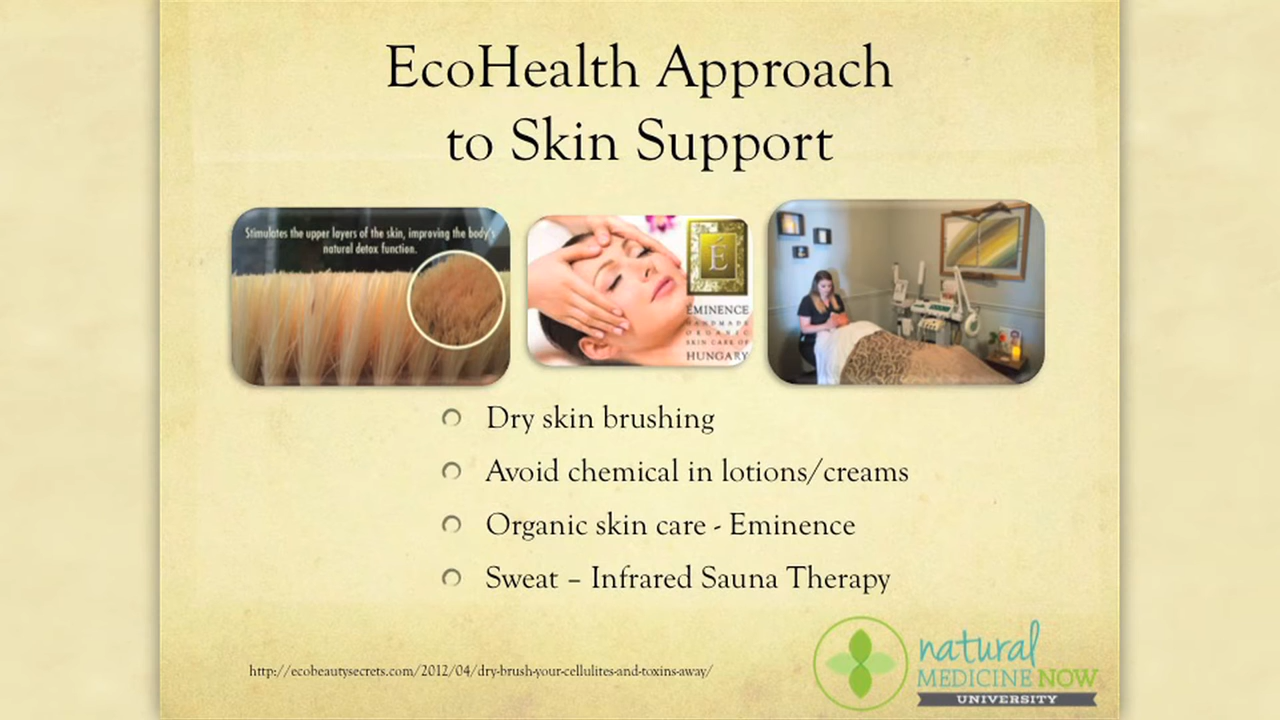 EcoHealth Approach
to Skin Support
Stimulates the upper layers of the skin, improving the body's
natural detox function.
É
EMINENCE
HANDMADE
ORGANIC
SKIN CARE OF
HUNGARY
Dry skin brushing
Avoid chemical in lotions/creams
Organic skin care - Eminence
Sweat – Infrared Sauna Therapy
http://ecobeautysecrets.com/2012/04/dry-brush-your-cellulites-and-toxins-away/
natural
MEDICINE NOW
UNIVERSITY